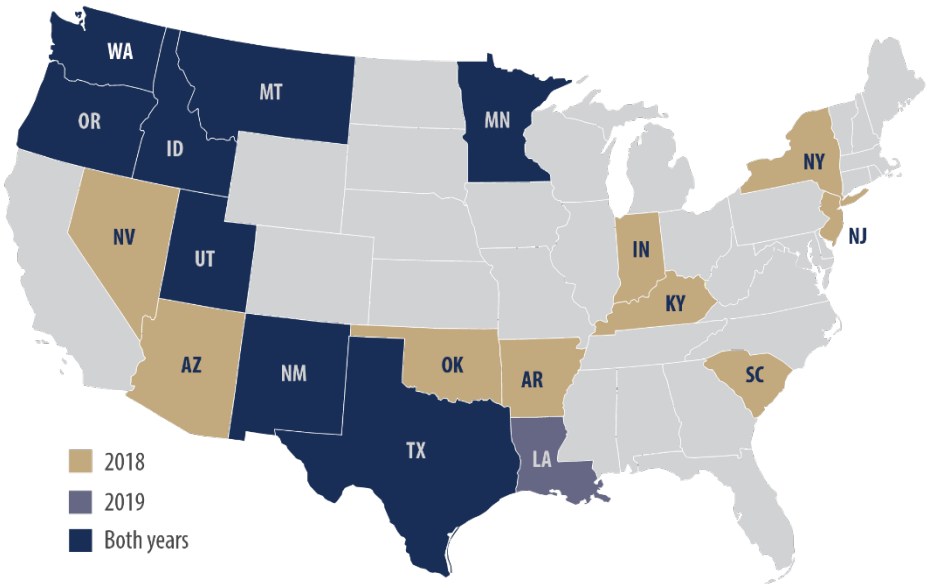 WA
MT
OR
MN
ID
NY
NV
NJ
IN
UT
KY
AZ
OK
NM
AR
SC
TX
LA
2018
2019
Both years